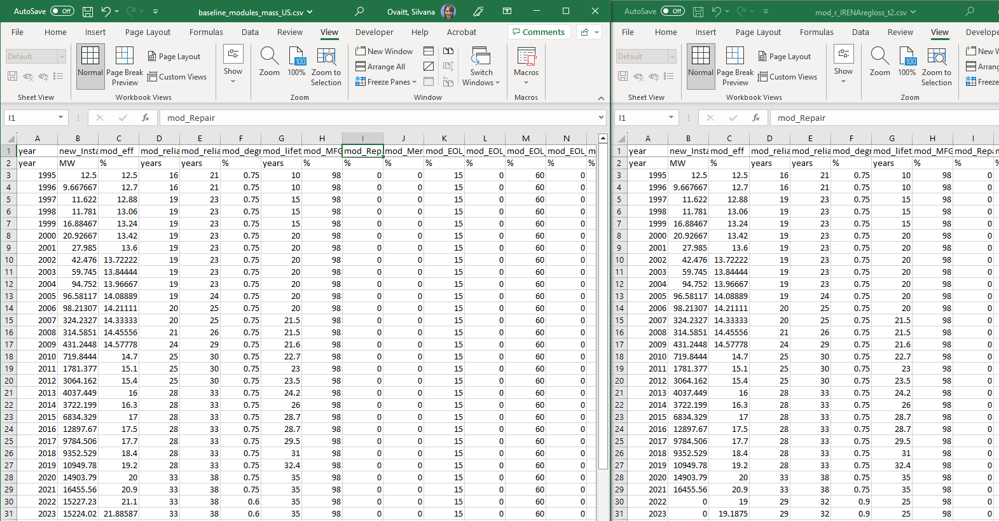 AutoSave Off baseline_modules_mass_US.csv Ovaitt, Silvana
File Home Insert Page Layout Formulas Data Review View Developer Help Acrobat Comments
Default
Normal Page Break Preview Page Layout Custom Views Show Zoom 100% 100 Zoom to Selection New Window Arrange All Freeze Panes Switch Windows Macros
Sheet View Workbook Views Zoom Window Macros
I1 fx mod_Repair
A B C D E F G H I J K L M N
1 year new_Insta mod_eff mod_relia mod_relia mod_degr mod_lifet mod_MFG mod_Rep mod_Mer mod_EOL_ mod_EOL_ mod_EOL_ mod_EOL_ m
2 year MW % years years % years % % % % % % % %
3 1995 12.5 12.5 16 21 0.75 10 98 0 0 15 0 60 0
4 1996 9.667667 12.7 16 21 0.75 10 98 0 0 15 0 60 0
5 1997 11.622 12.88 19 23 0.75 15 98 0 0 15 0 60 0
6 1998 11.781 13.06 19 23 0.75 15 98 0 0 15 0 60 0
7 1999 16.88467 13.24 19 23 0.75 15 98 0 0 15 0 60 0
8 2000 20.92667 13.42 19 23 0.75 20 98 0 0 15 0 60 0
9 2001 27.985 13.6 19 23 0.75 20 98 0 0 15 0 60 0
10 2002 42.476 13.72222 19 23 0.75 20 98 0 0 15 0 60 0
11 2003 59.745 13.84444 19 23 0.75 20 98 0 0 15 0 60 0
12 2004 94.752 13.96667 19 23 0.75 20 98 0 0 15 0 60 0
13 2005 96.58117 14.08889 19 24 0.75 20 98 0 0 15 0 60 0
14 2006 98.21307 14.21111 20 25 0.75 20 98 0 0 15 0 60 0
15 2007 324.2327 14.33333 20 25 0.75 21.5 98 0 0 15 0 60 0
16 2008 314.5851 14.45556 21 26 0.75 21.5 98 0 0 15 0 60 0
17 2009 431.2448 14.57778 24 29 0.75 21.6 98 0 0 15 0 60 0
18 2010 719.8444 14.7 25 30 0.75 22.7 98 0 0 15 0 60 0
19 2011 1781.377 15.1 25 30 0.75 23 98 0 0 15 0 60 0
20 2012 3064.162 15.4 25 30 0.75 23.5 98 0 0 15 0 60 0
21 2013 4037.449 16 28 33 0.75 24.2 98 0 0 15 0 60 0
22 2014 3722.199 16.3 28 33 0.75 26 98 0 0 15 0 60 0
23 2015 6834.329 17 28 33 0.75 28.7 98 0 0 15 0 60 0
24 2016 12897.67 17.5 28 33 0.75 28.7 98 0 0 15 0 60 0
25 2017 9784.506 17.7 28 33 0.75 29.5 98 0 0 15 0 60 0
26 2018 9352.529 18.4 28 33 0.75 31 98 0 0 15 0 60 0
27 2019 10949.78 19.2 28 33 0.75 32.4 98 0 0 15 0 60 0
28 2020 14903.79 20 33 38 0.75 35 98 0 0 15 0 60 0
29 2021 16455.56 20.9 33 38 0.75 35 98 0 0 15 0 60 0
30 2022 15227.23 21.1 33 38 0.6 35 98 0 0 15 0 60 0
31 2023 15224.02 21.88587 33 38 0.6 35 98 0 0 15 0 60 0
AutoSave Off mod_r_IRENAregloss_t2.csv
File Home Insert Page Layout Formulas Data Review View Develope
Default
Normal Page Break Preview Page Layout Custom Views Show Zoom 100% 100 Zoom to Selection New W Arrang Freeze
Sheet View Workbook Views Zoom
I1 fx mod_Repair
A B C D E F G H I
1 year new_Insta mod_eff mod_relia mod_relia mod_degr mod_lifet mod_MFG mod_Repa
2 year MW % years years % years % % %
3 1995 12.5 12.5 16 21 0.75 10 98 0
4 1996 9.667667 12.7 16 21 0.75 10 98 0
5 1997 11.622 12.88 19 23 0.75 15 98 0
6 1998 11.781 13.06 19 23 0.75 15 98 0
7 1999 16.88467 13.24 19 23 0.75 15 98 0
8 2000 20.92667 13.42 19 23 0.75 20 98 0
9 2001 27.985 13.6 19 23 0.75 20 98 0
10 2002 42.476 13.72222 19 23 0.75 20 98 0
11 2003 59.745 13.84444 19 23 0.75 20 98 0
12 2004 94.752 13.96667 19 23 0.75 20 98 0
13 2005 96.58117 14.08889 19 24 0.75 20 98 0
14 2006 98.21307 14.21111 20 25 0.75 20 98 0
15 2007 324.2327 14.33333 20 25 0.75 21.5 98 0
16 2008 314.5851 14.45556 21 26 0.75 21.5 98 0
17 2009 431.2448 14.57778 24 29 0.75 21.6 98 0
18 2010 719.8444 14.7 25 30 0.75 22.7 98 0
19 2011 1781.377 15.1 25 30 0.75 23 98 0
20 2012 3064.162 15.4 25 30 0.75 23.5 98 0
21 2013 4037.449 16 28 33 0.75 24.2 98 0
22 2014 3722.199 16.3 28 33 0.75 26 98 0
23 2015 6834.329 17 28 33 0.75 28.7 98 0
24 2016 12897.67 17.5 28 33 0.75 28.7 98 0
25 2017 9784.506 17.7 28 33 0.75 29.5 98 0
26 2018 9352.529 18.4 28 33 0.75 31 98 0
27 2019 10949.78 19.2 28 33 0.75 32.4 98 0
28 2020 14903.79 20 33 38 0.75 35 98 0
29 2021 16455.56 20.9 33 38 0.75 35 98 0
30 2022 0 19 29 32 0.9 25 98 0
31 2023 0 19.1875 29 32 0.9 25 98 0